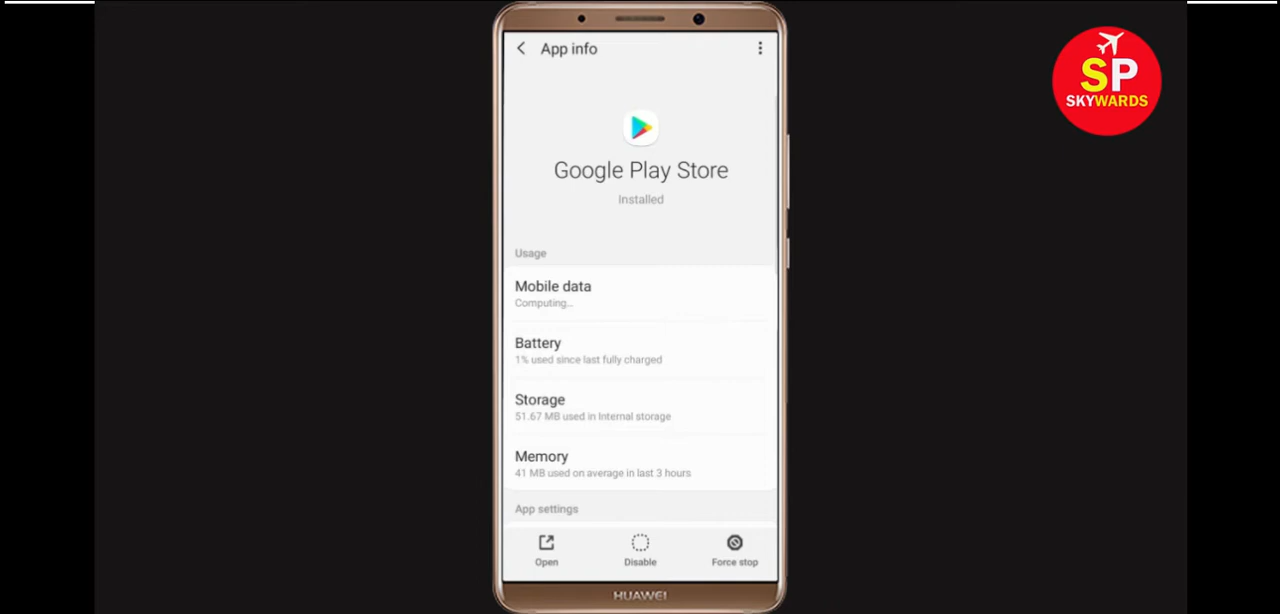 App info
SP
SKYWARDS
Google Play Store
Installed
Usage
Mobile data
Computing...
Battery
1% used since last fully charged
Storage
51.67 MB used in Internal storage
Memory
41 MB used on average in last 3 hours
App settings
Open
Disable
Force stop
HUAWEI